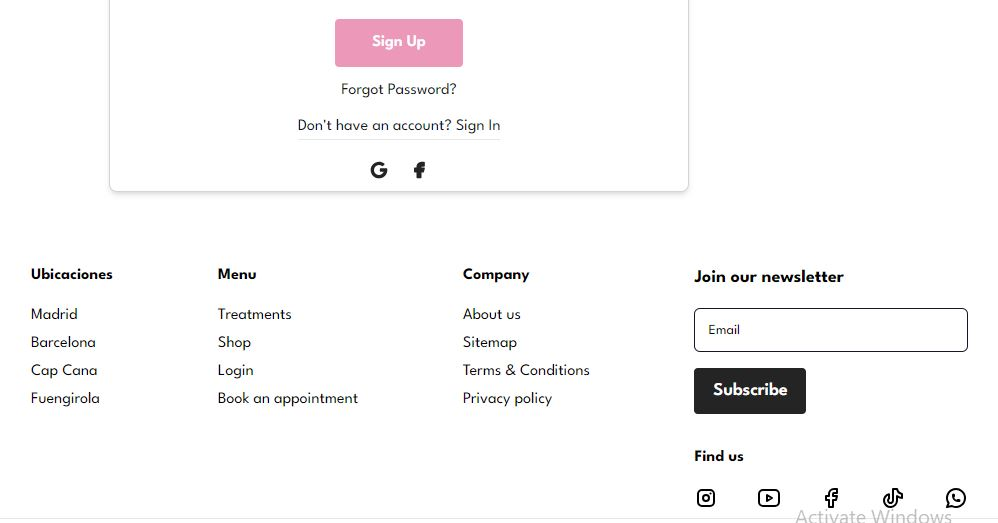 Sign Up
Forgot Password?
Don't have an account? Sign In
Ubicaciones
Madrid
Barcelona
Cap Cana
Fuengirola
Menu
Treatments
Shop
Login
Book an appointment
Company
About us
Sitemap
Terms & Conditions
Privacy policy
Join our newsletter
Email
Subscribe
Find us
Activate Windows